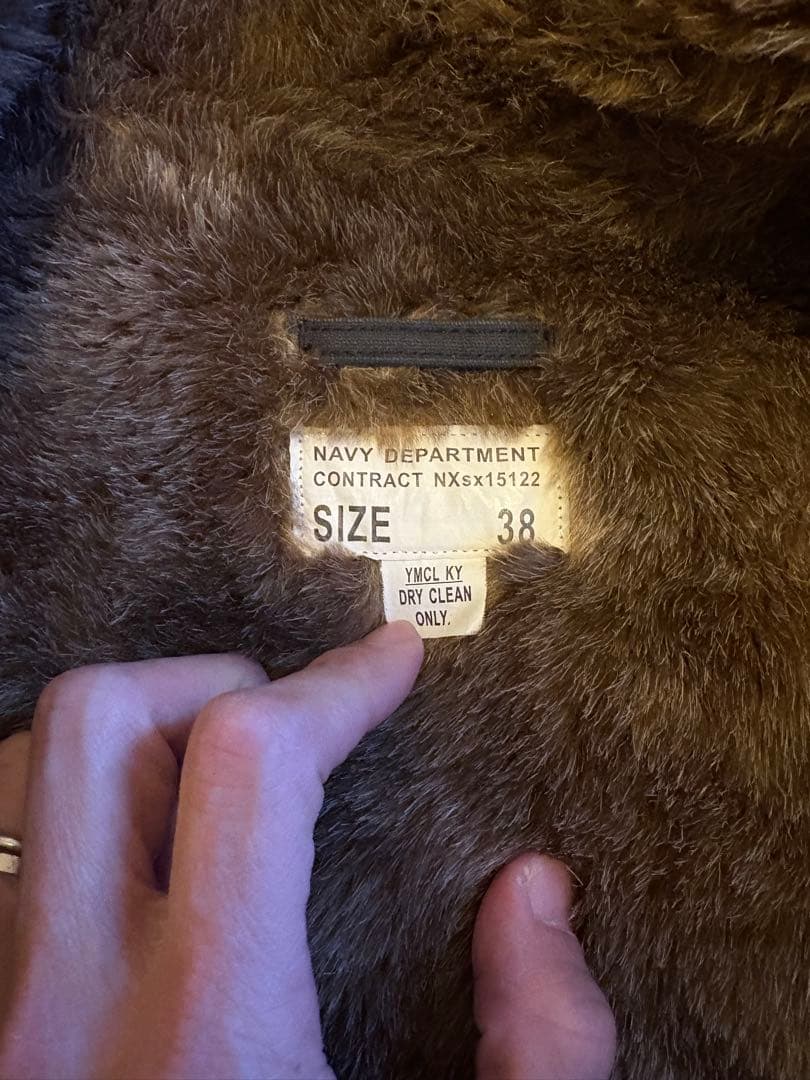 NAVY DEPARTMENT
CONTRACT NXsx15122
SIZE 38
YMCL KY
DRY CLEAN
ONLY.